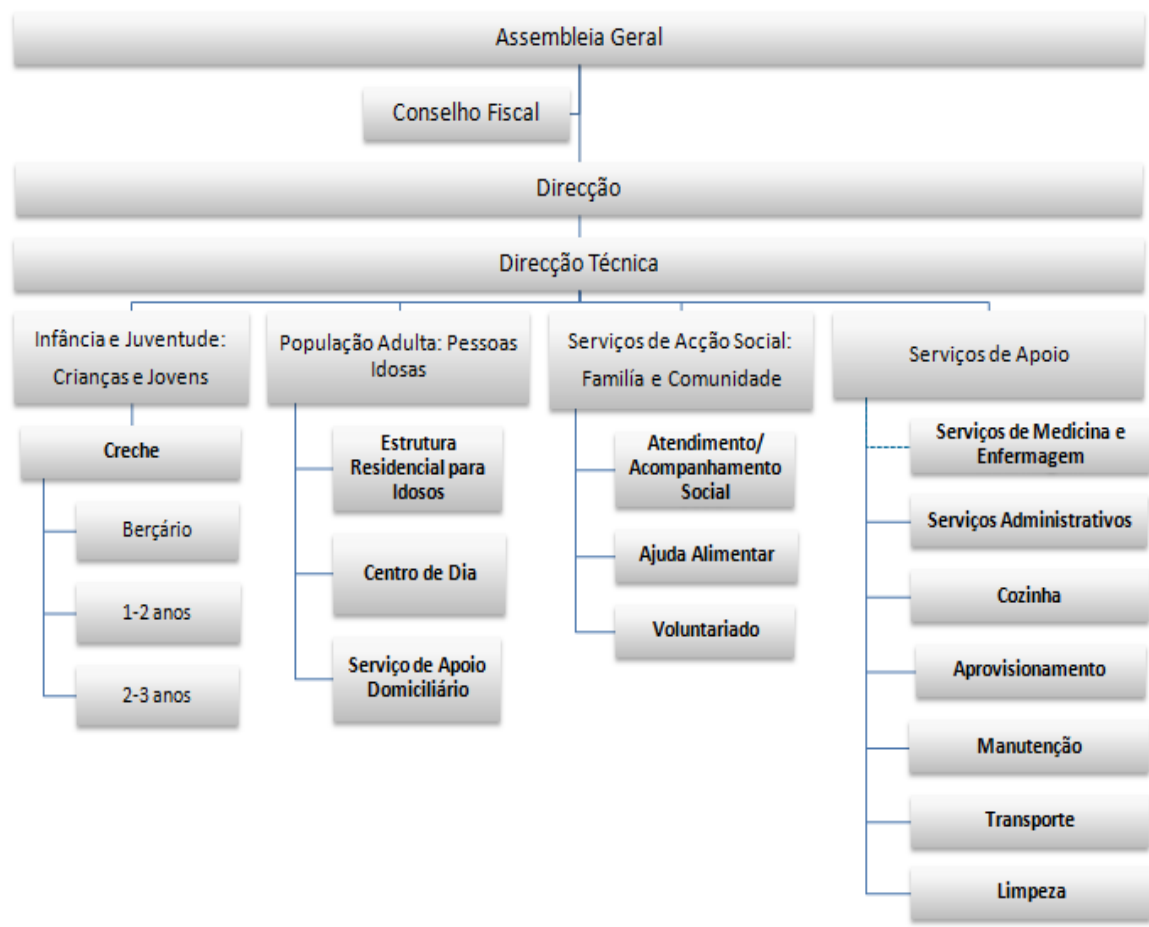 Assembleia Geral
Conselho Fiscal
Direcção
Direcção Técnica
Infância e Juventude:
Crianças e Jovens
População Adulta: Pessoas
Idosas
Serviços de Acção Social:
Familía e Comunidade
Serviços de Apoio
Creche
Berçário
1-2 anos
2-3 anos
Estrutura
Residencial para
Idosos
Centro de Dia
Serviço de Apoio
Domiciliário
Atendimento/
Acompanhamento
Social
Ajuda Alimentar
Voluntariado
Serviços de Medicina e
Enfermagem
Serviços Administrativos
Cozinha
Aprovisionamento
Manutenção
Transporte
Limpeza